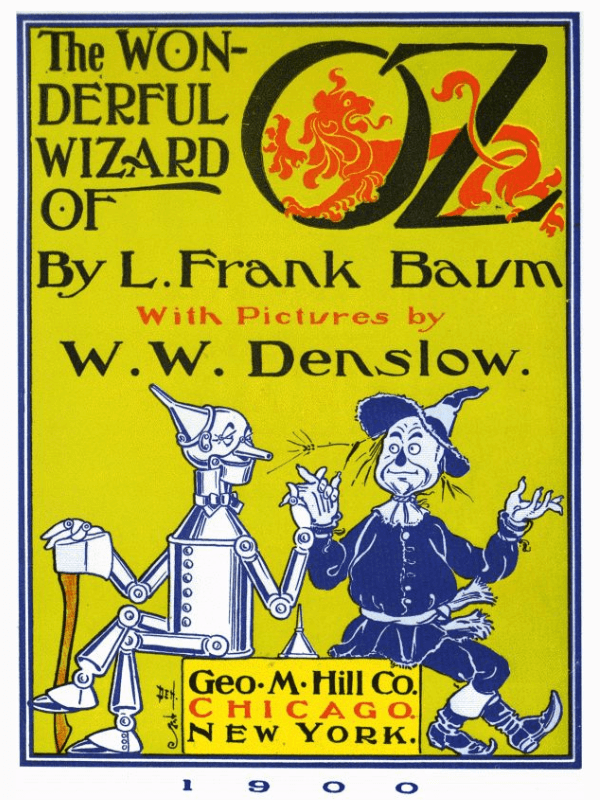 The WON-
DERFUL
WIZARD
OF
OZ
By L. Frank Baum
With Pictures by
W. W. Denslow.
Geo. M. Hill Co.
CHICAGO.
NEW YORK.
1900